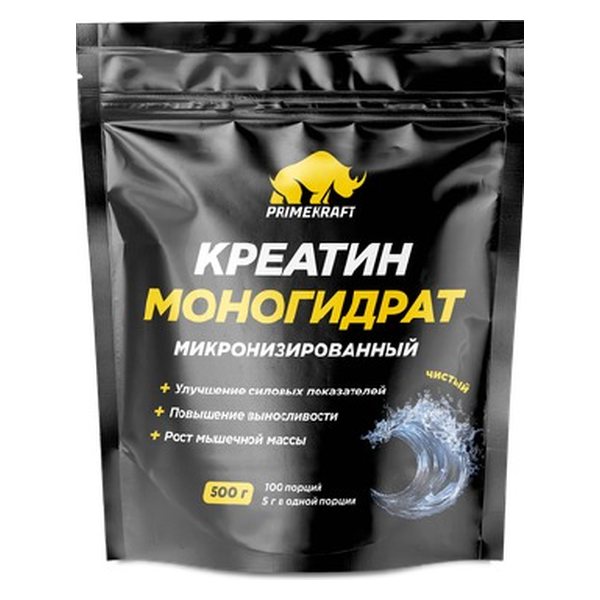 PRIMEKRAFT
КРЕАТИН
МОНОГИДРАТ
МИКРОНИЗИРОВАННЫЙ
+ Улучшение силовых показателей
+ Повышение выносливости
+ Рост мышечной массы
чистый
500 г
100 порций
5 г в одной порции